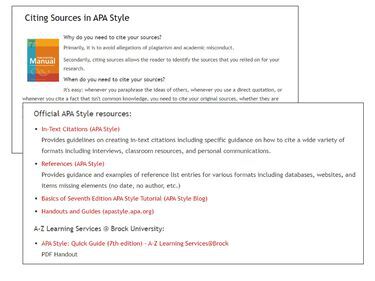 Citing Sources in APA Style
Why do you need to cite your sources?
Primarily, it is to avoid allegations of plagiarism and academic misconduct.
Secondarily, citing sources allows the reader to identify the sources that you relied on for your
research.
When do you need to cite your sources?
It's easy: whenever you paraphrase the ideas of others, whenever you use a direct quotation, or
whenever you cite a fact that isn't common knowledge, you need to cite your original source, whether they are
Manual
Official APA Style resources:
• In-Text Citations (APA Style)
Provides guidelines on creating in-text citations including specific guidance on how to cite a wide variety of
formats including interviews, classroom resources, and personal communications.
• References (APA Style)
Provides guidance and examples of reference list entries for various formats including databases, websites, and
items missing elements (no date, no author, etc.)
• Basics of Seventh Edition APA Style Tutorial (APA Style Blog)
• Handouts and Guides (apastyle.apa.org)
A-Z Learning Services @ Brock University:
• APA Style: Quick Guide (7th edition) - A-Z Learning Services@Brock
PDF Handout